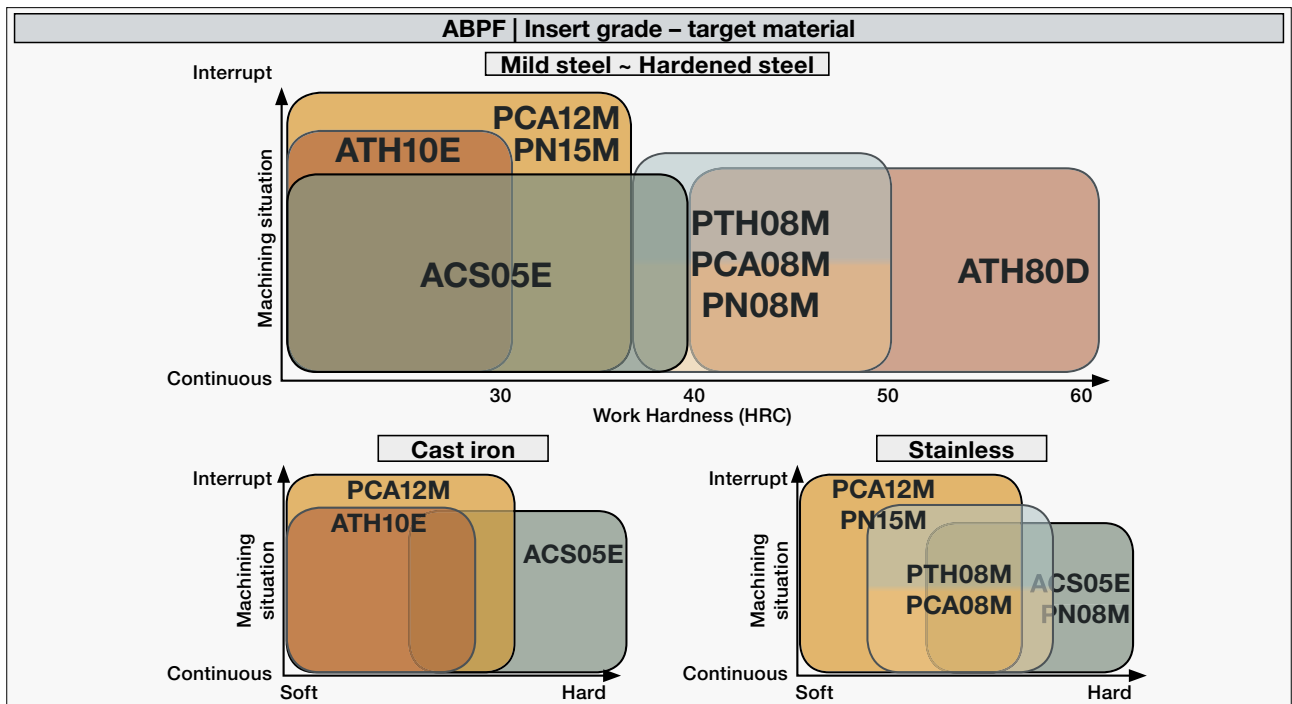 ABPF | Insert grade – target material
Mild steel ~ Hardened steel
Interrupt
Machining situation
Continuous
PCA12M
PN15M
ATH10E
ACS05E
PTH08M
PCA08M
PN08M
ATH80D
30
40
50
60
Work Hardness (HRC)
Cast iron
Interrupt
Machining
situation
Continuous
PCA12M
ATH10E
ACS05E
Soft
Hard
Stainless
Interrupt
Machining
situation
Continuous
PCA12M
PN15M
PTH08M
PCA08M
ACS05E
PN08M
Soft
Hard